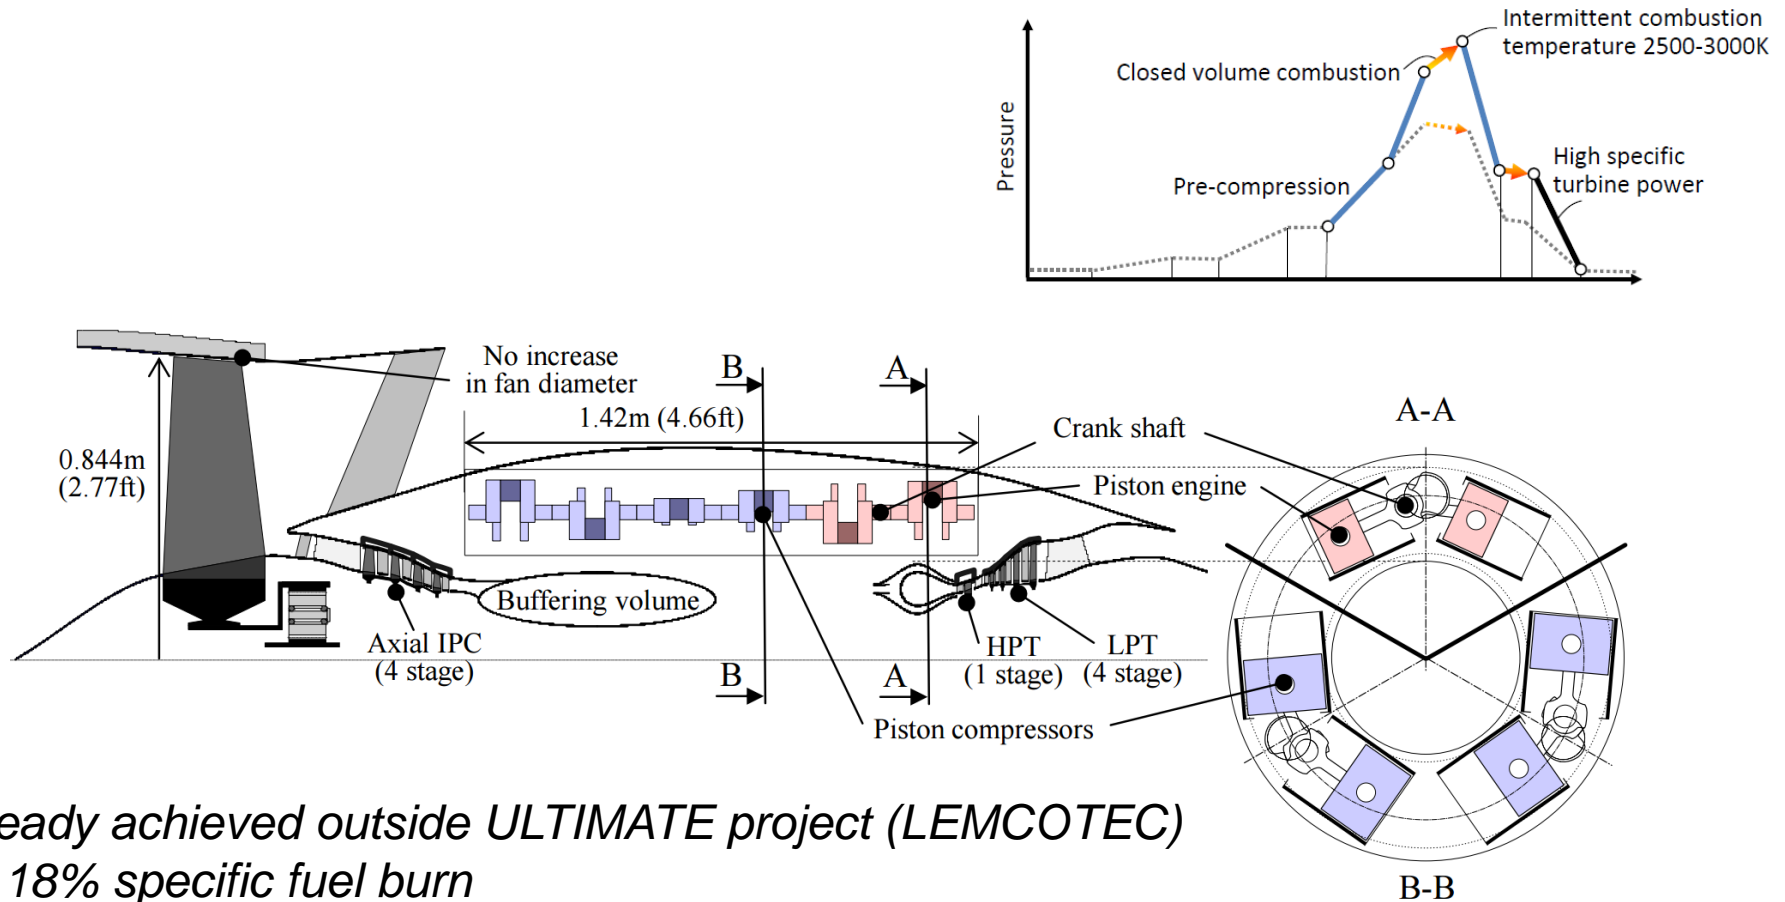 Intermittent combustion
temperature 2500-3000K
Closed volume combustion
Pressure
High specific
turbine power
Pre-compression
No increase
in fan diameter
B
A
1.42m (4.66ft)
Crank shaft
A-A
0.844m
(2.77ft)
Piston engine
Buffering volume
Axial IPC
(4 stage)
HPT
(1 stage)
LPT
(4 stage)
B
A
Piston compressors
eady achieved outside ULTIMATE project (LEMCOTEC)
18% specific fuel burn
B-B